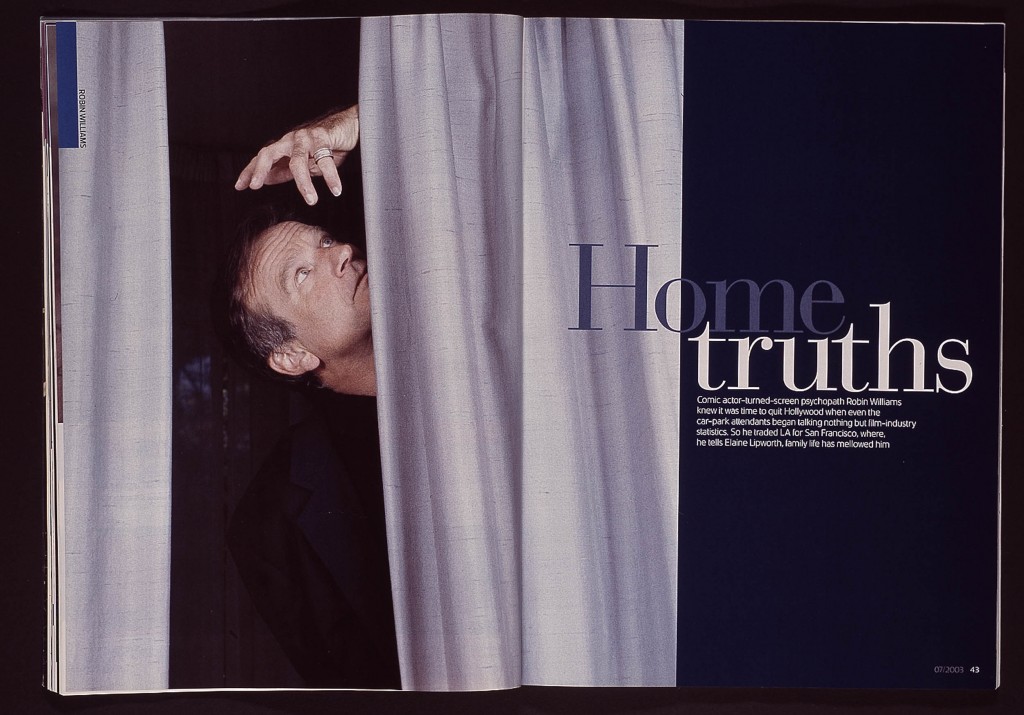 ROBIN WILLIAMS
Home
truths
Comic actor-turned-screen psychopath Robin Williams
knew it was time to quit Hollywood when even the
car-park attendants began talking nothing but film-industry
statistics. So he traded LA for San Francisco, where,
he tells Elaine Lipworth, family life has mellowed him
07/2003 43